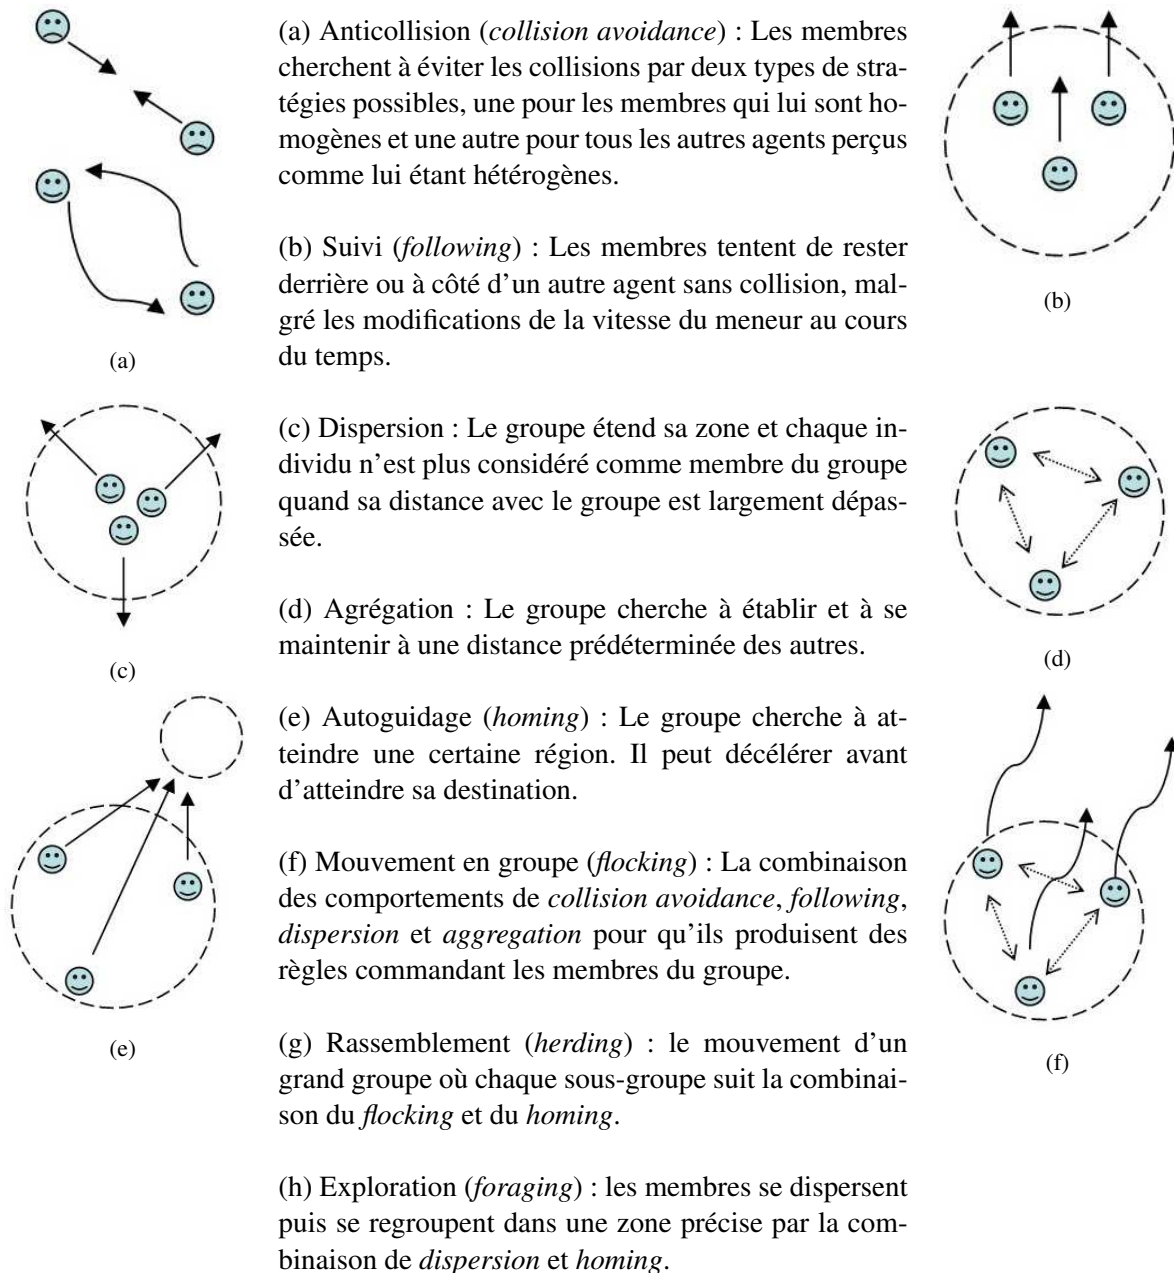 (a) Anticollision (collision avoidance) : Les membres
cherchent à éviter les collisions par deux types de stra-
tégies possibles, une pour les membres qui lui sont ho-
mogènes et une autre pour tous les autres agents perçus
comme lui étant hétérogènes.
(b) Suivi (following) : Les membres tentent de rester
derrière ou à côté d'un autre agent sans collision, mal-
gré les modifications de la vitesse du meneur au cours
du temps.
(a)
(b)
(c) Dispersion : Le groupe étend sa zone et chaque in-
dividu n'est plus considéré comme membre du groupe
quand sa distance avec le groupe est largement dépas-
sée.
(d) Agrégation : Le groupe cherche à établir et à se
maintenir à une distance prédéterminée des autres.
(c)
(d)
(e) Autoguidage (homing) : Le groupe cherche à at-
teindre une certaine région. Il peut décélérer avant
d'atteindre sa destination.
(f) Mouvement en groupe (flocking) : La combinaison
des comportements de collision avoidance, following,
dispersion et aggregation pour qu'ils produisent des
règles commandant les membres du groupe.
(e)
(f)
(g) Rassemblement (herding) : le mouvement d'un
grand groupe où chaque sous-groupe suit la combinai-
son du flocking et du homing.
(h) Exploration (foraging) : les membres se dispersent
puis se regroupent dans une zone précise par la com-
binaison de dispersion et homing.